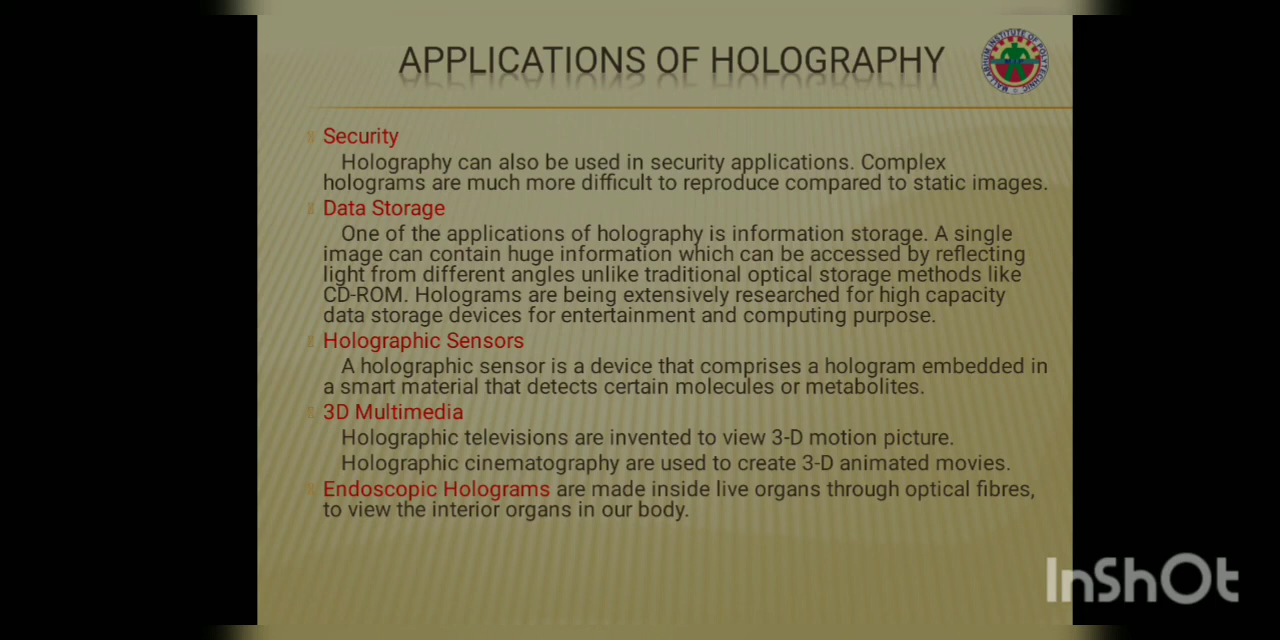 APPLICATIONS OF HOLOGRAPHY
MALLABHUM INSTITUTE OF POLYTECHNIC
Security
Holography can also be used in security applications. Complex
holograms are much more difficult to reproduce compared to static images.
Data Storage
One of the applications of holography is information storage. A single
image can contain huge information which can be accessed by reflecting
light from different angles unlike traditional optical storage methods like
CD-ROM. Holograms are being extensively researched for high capacity
data storage devices for entertainment and computing purpose.
Holographic Sensors
A holographic sensor is a device that comprises a hologram embedded in
a smart material that detects certain molecules or metabolites.
3D Multimedia
Holographic televisions are invented to view 3-D motion picture.
Holographic cinematography are used to create 3-D animated movies.
Endoscopic Holograms are made inside live organs through optical fibres,
to view the interior organs in our body.
InShOt